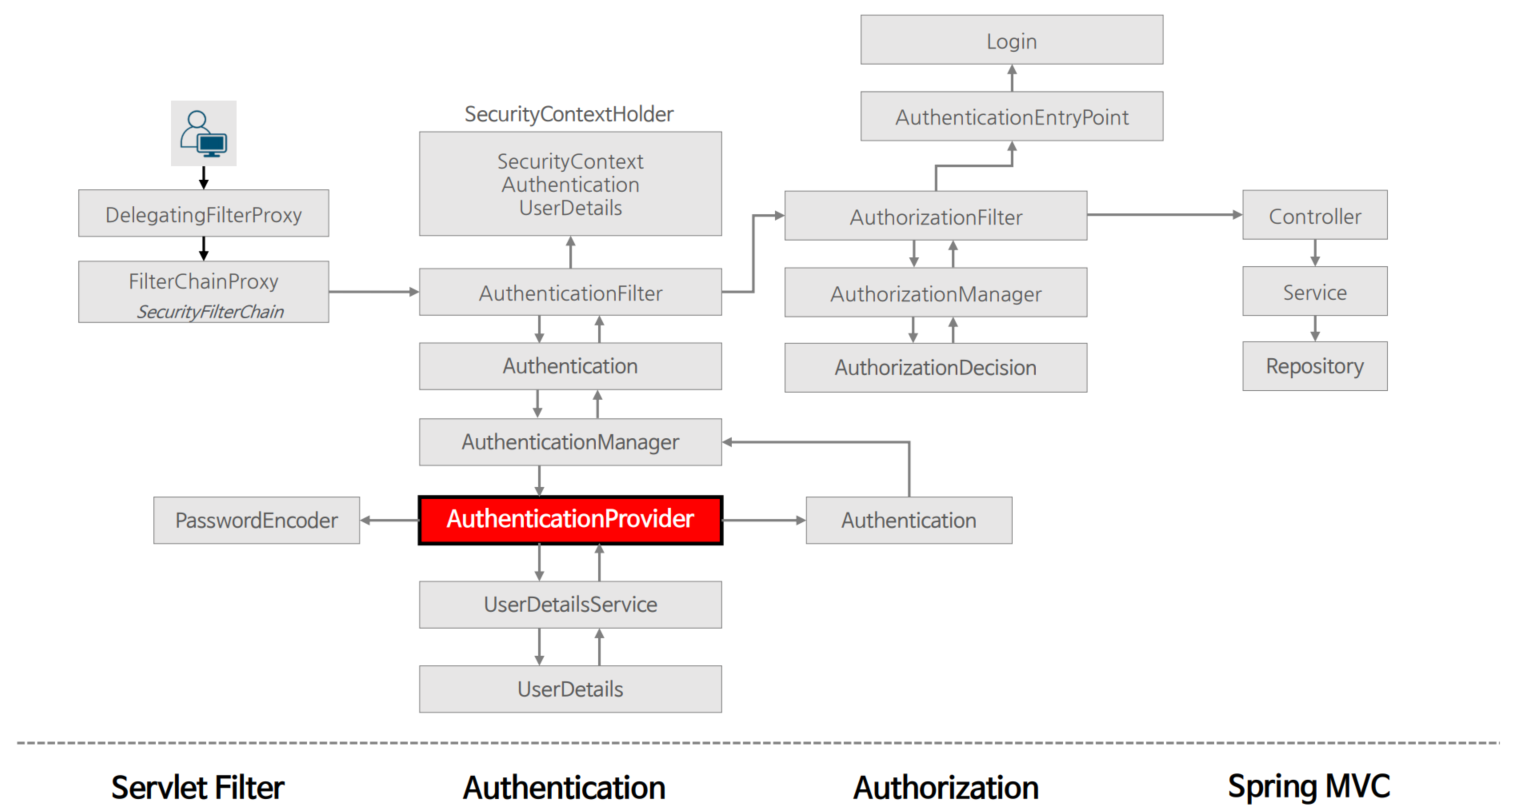 Login
AuthenticationEntryPoint
SecurityContextHolder
SecurityContext
Authentication
UserDetails
DelegatingFilterProxy
AuthorizationFilter
Controller
FilterChainProxy
SecurityFilterChain
AuthenticationFilter
AuthorizationManager
Service
Authentication
AuthorizationDecision
Repository
AuthenticationManager
PasswordEncoder
AuthenticationProvider
Authentication
UserDetailsService
UserDetails
Servlet Filter
Authentication
Authorization
Spring MVC